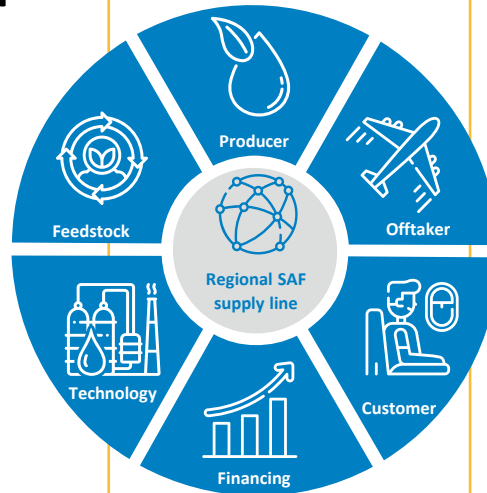 Producer
Feedstock
Offtaker
Regional SAF
supply line
Technology
Customer
Financing